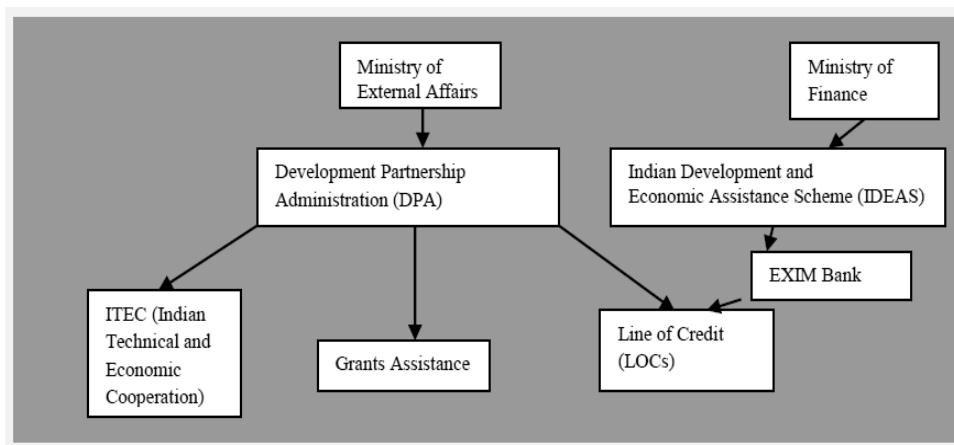 Ministry of
External Affairs
Ministry of
Finance
Development Partnership
Administration (DPA)
Indian Development and
Economic Assistance Scheme (IDEAS)
EXIM Bank
ITEC (Indian
Technical and
Economic
Cooperation)
Grants Assistance
Line of Credit
(LOCs)